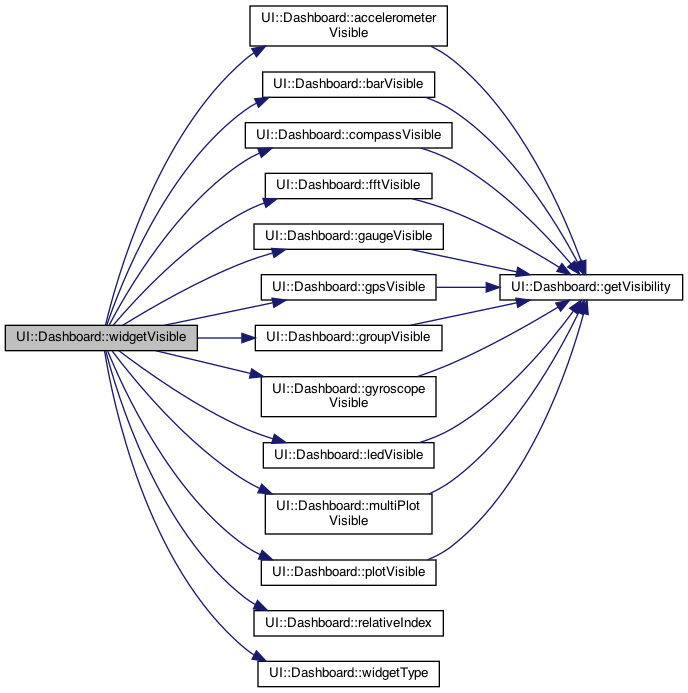 UI::Dashboard::widgetVisible
UI::Dashboard::accelerometer
Visible
UI::Dashboard::barVisible
UI::Dashboard::compassVisible
UI::Dashboard::fftVisible
UI::Dashboard::gaugeVisible
UI::Dashboard::gpsVisible
UI::Dashboard::groupVisible
UI::Dashboard::gyroscope
Visible
UI::Dashboard::ledVisible
UI::Dashboard::multiPlot
Visible
UI::Dashboard::plotVisible
UI::Dashboard::relativeIndex
UI::Dashboard::widgetType
UI::Dashboard::getVisibility